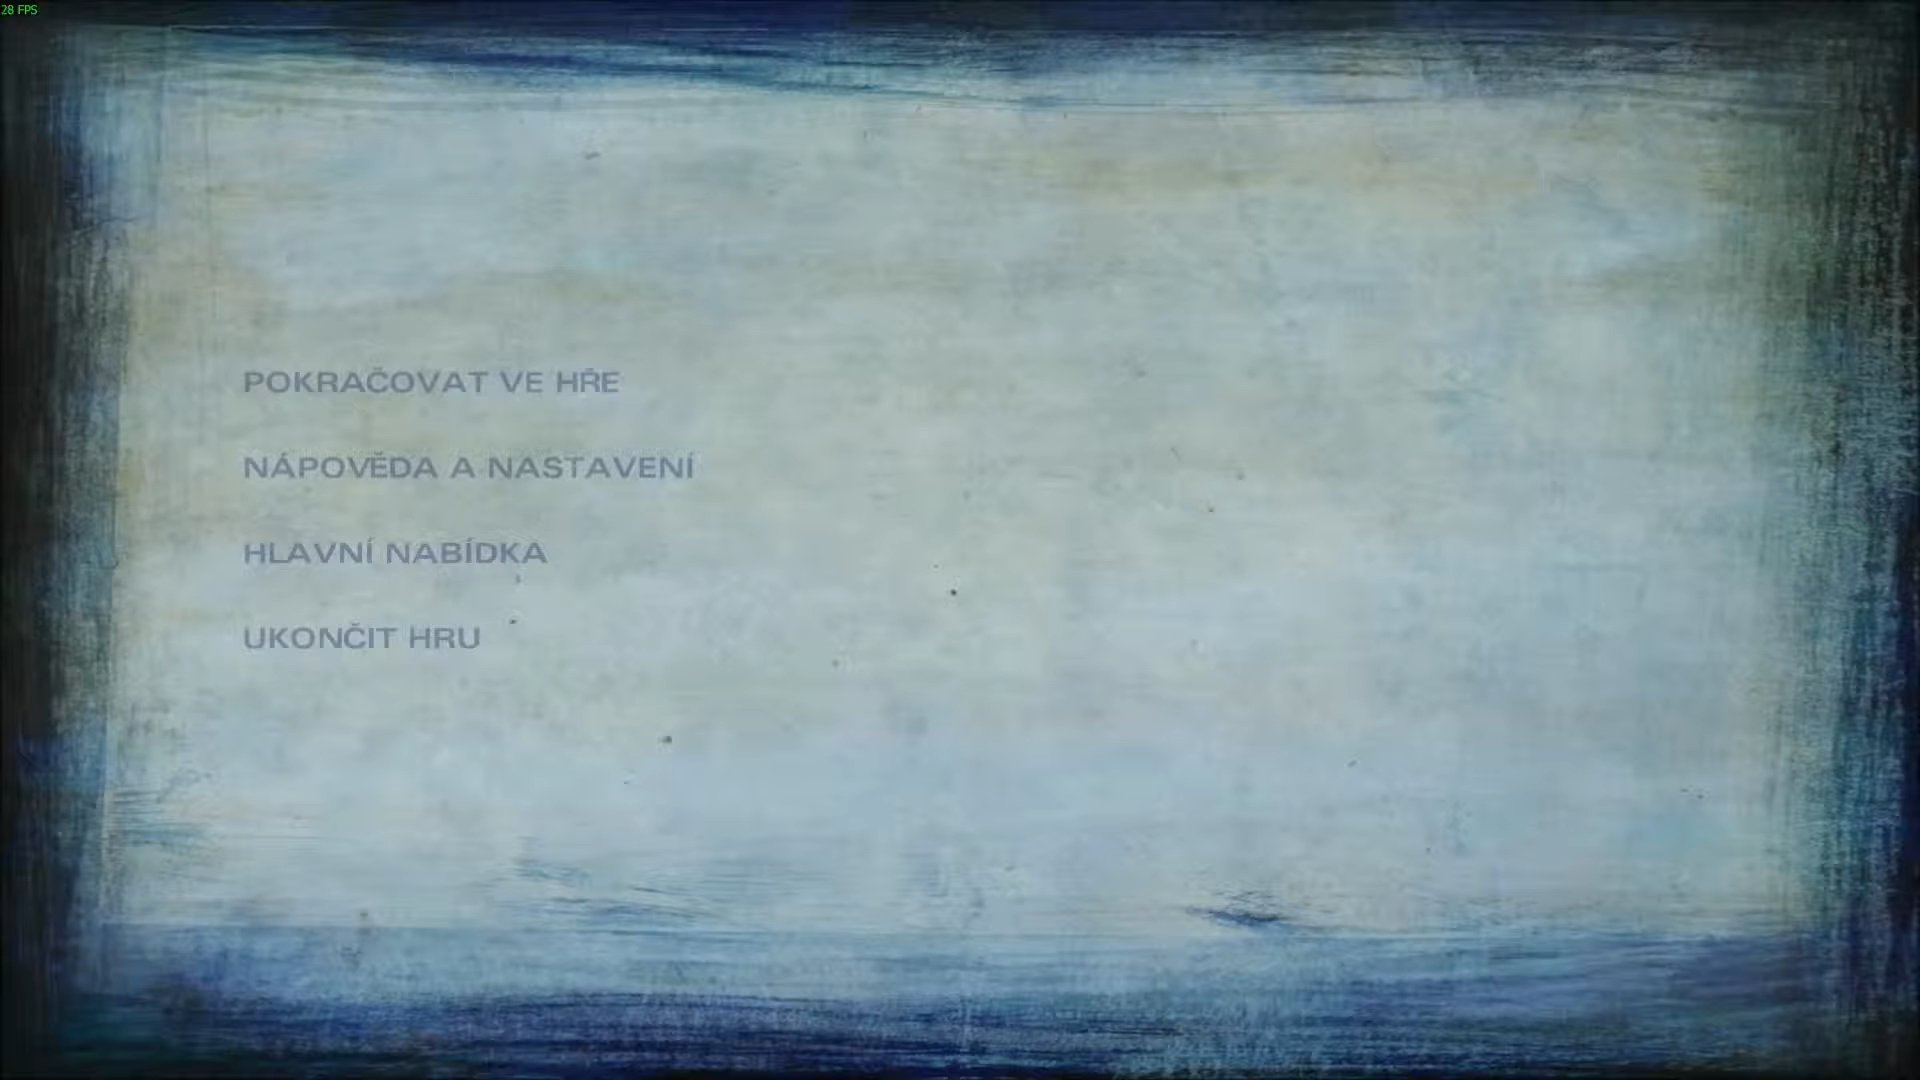 28 FPS
POKRAČOVAT VE HŘE
NÁPOVĚDA A NASTAVENÍ
HLAVNÍ NABÍDKA
UKONČIT HRU